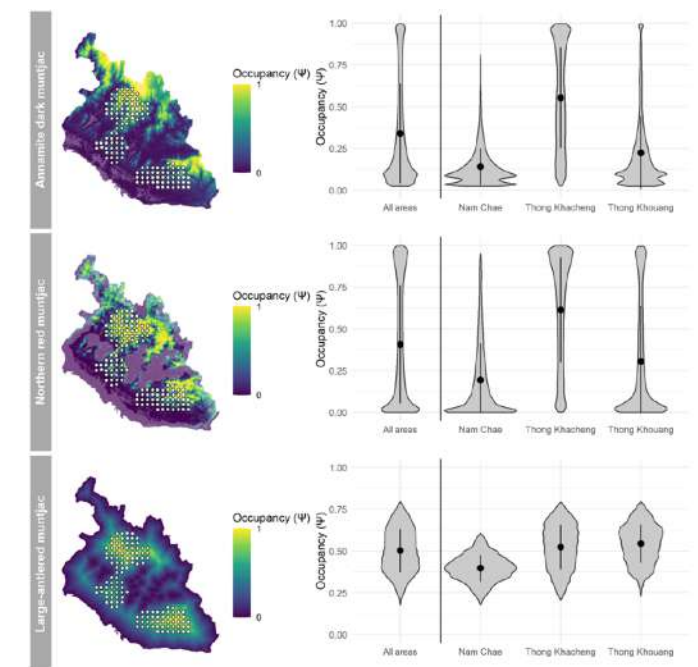 Annamite dark muntjac
Occupancy (Ψ)
1
0
Occupancy (Ψ)
1.00
0.75
0.50
0.25
0.00
All areas Nam Chae Thong Khacheng Thong Khouang
Northern red muntjac
Occupancy (Ψ)
1
0
Occupancy (Ψ)
1.00
0.75
0.50
0.25
0.00
All areas Nam Chae Thong Khacheng Thong Khouang
Large-antlered muntjac
Occupancy (Ψ)
1
0
Occupancy (Ψ)
1.00
0.75
0.50
0.25
0.00
All areas Nam Chae Thong Khacheng Thong Khouang